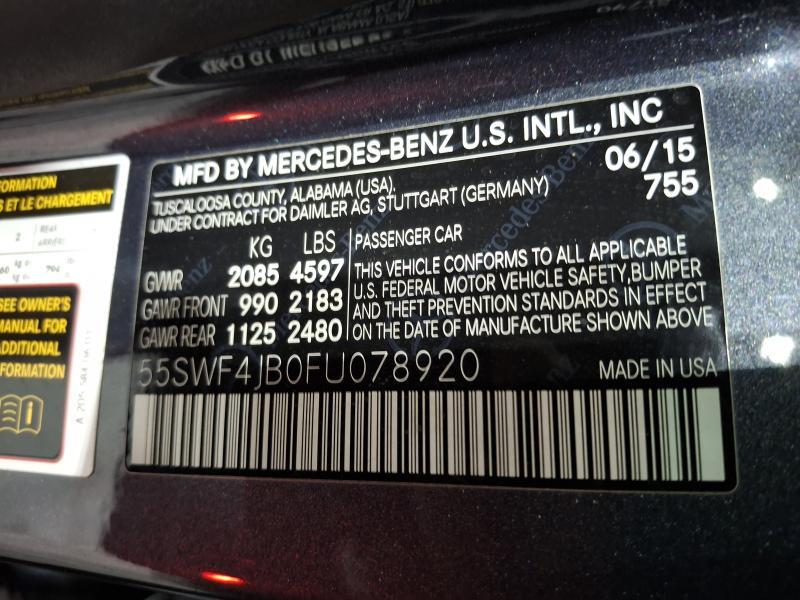 MFD BY MERCEDES-BENZ U.S. INTL., INC
TUSCALOOSA COUNTY, ALABAMA (USA). 06/15
UNDER CONTRACT FOR DAIMLER AG, STUTTGART (GERMANY) 755
KG LBS PASSENGER CAR
GVWR 2085 4597 THIS VEHICLE CONFORMS TO ALL APPLICABLE
U.S. FEDERAL MOTOR VEHICLE SAFETY, BUMPER
GAWR FRONT 990 2183 AND THEFT PREVENTION STANDARDS IN EFFECT
GAWR REAR 1125 2480 ON THE DATE OF MANUFACTURE SHOWN ABOVE
55SWF4JB0FU078920 MADE IN USA
FORMATION
ET LE CHARGEMENT
2 REAR
SEE OWNER'S
MANUAL FOR
ADDITIONAL
FORMATION